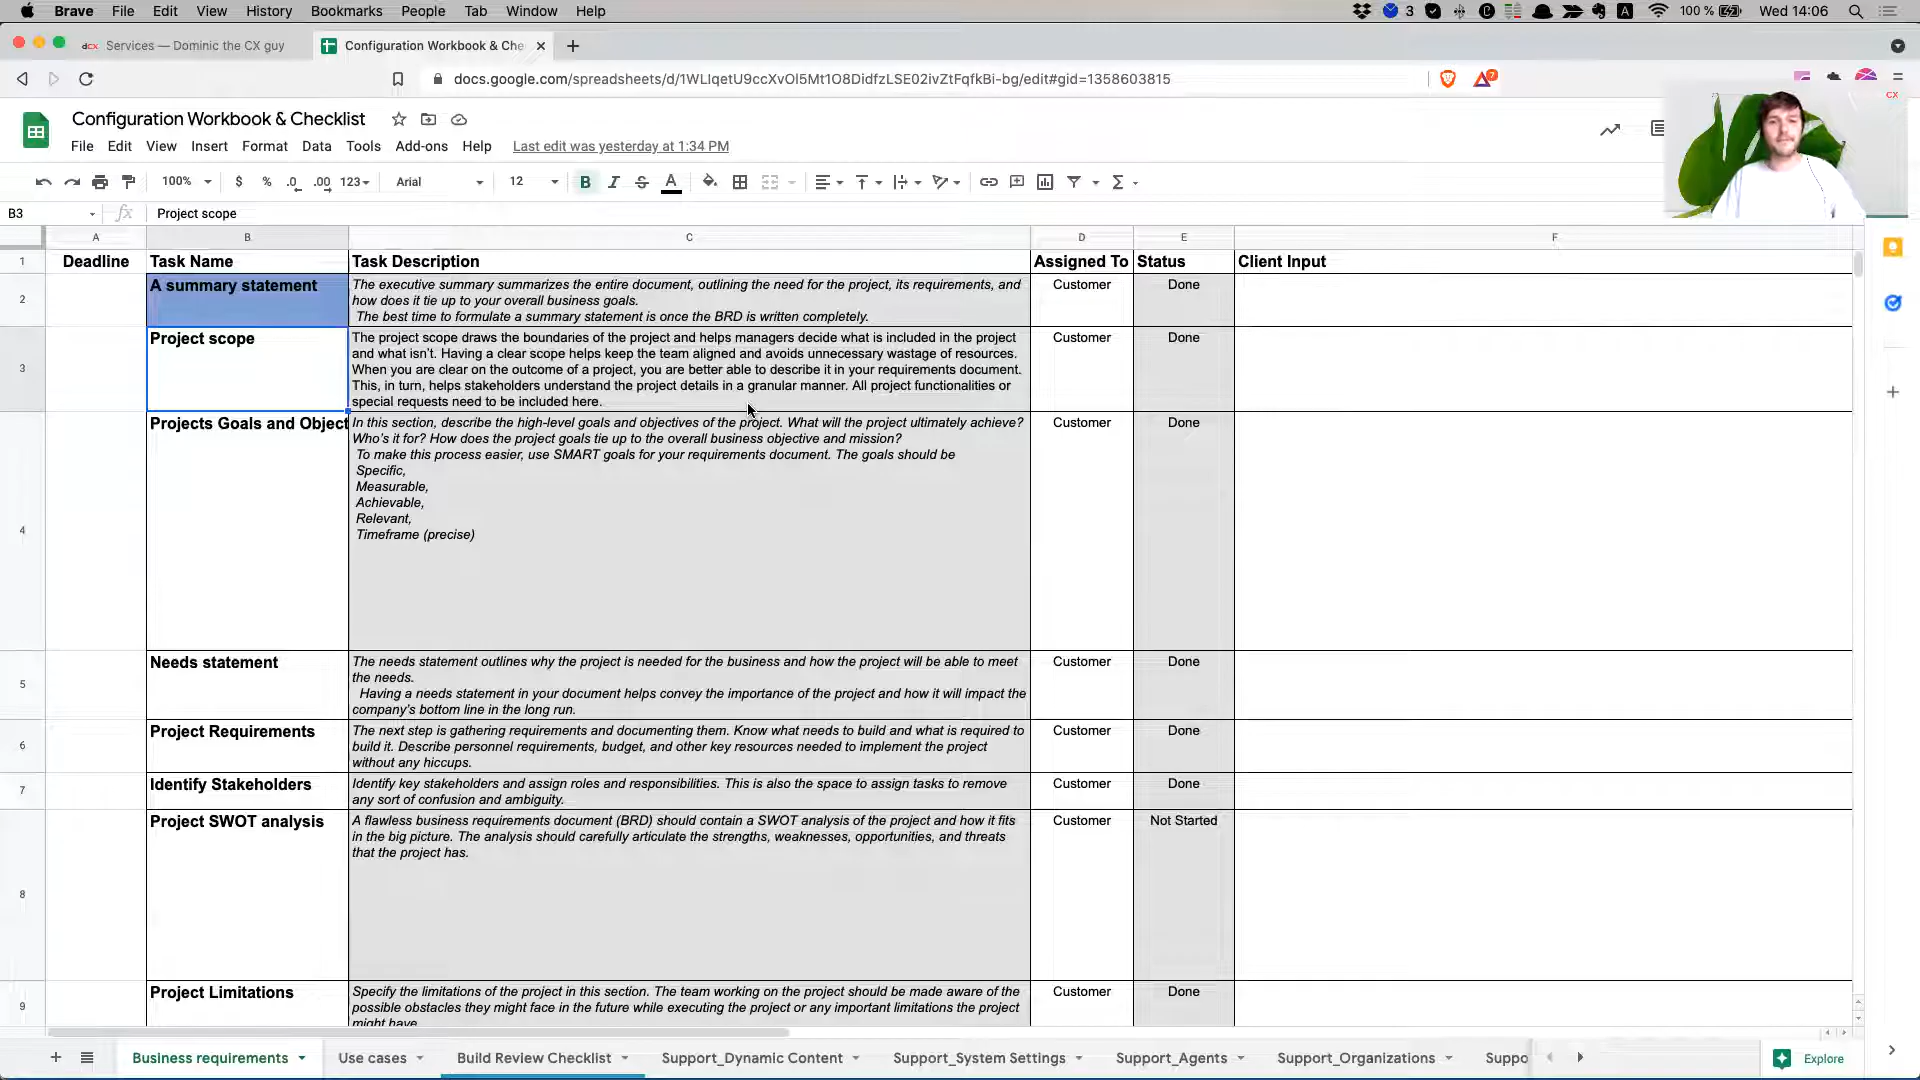 Brave File Edit View History Bookmarks People Tab Window Help 3 100 % Wed 14:06
Services — Dominic the CX guy Configuration Workbook & Che
docs.google.com/spreadsheets/d/1WLIqetU9ccXvOl5Mt1O8DidfzLSE02ivZtFqfkBi-bg/edit#gid=1358603815
Configuration Workbook & Checklist
File Edit View Insert Format Data Tools Add-ons Help Last edit was yesterday at 1:34 PM
100% $ % .0 .00 123 Arial 12 B I S A
B3 fx Project scope
A B C D E F
1 Deadline Task Name Task Description Assigned To Status Client Input
2 A summary statement The executive summary summarizes the entire document, outlining the need for the project, its requirements, and Customer Done
how does it tie up to your overall business goals.
The best time to formulate a summary statement is once the BRD is written completely.
3 Project scope The project scope draws the boundaries of the project and helps managers decide what is included in the project Customer Done
and what isn't. Having a clear scope helps keep the team aligned and avoids unnecessary wastage of resources.
When you are clear on the outcome of a project, you are better able to describe it in your requirements document.
This, in turn, helps stakeholders understand the project details in a granular manner. All project functionalities or
special requests need to be included here.
4 Projects Goals and Object In this section, describe the high-level goals and objectives of the project. What will the project ultimately achieve? Customer Done
Who's it for? How does the project goals tie up to the overall business objective and mission?
To make this process easier, use SMART goals for your requirements document. The goals should be
Specific,
Measurable,
Achievable,
Relevant,
Timeframe (precise)
5 Needs statement The needs statement outlines why the project is needed for the business and how the project will be able to meet Customer Done
the needs.
Having a needs statement in your document helps convey the importance of the project and how it will impact the
company's bottom line in the long run.
6 Project Requirements The next step is gathering requirements and documenting them. Know what needs to build and what is required to Customer Done
build it. Describe personnel requirements, budget, and other key resources needed to implement the project
without any hiccups.
7 Identify Stakeholders Identify key stakeholders and assign roles and responsibilities. This is also the space to assign tasks to remove Customer Done
any sort of confusion and ambiguity.
8 Project SWOT analysis A flawless business requirements document (BRD) should contain a SWOT analysis of the project and how it fits Customer Not Started
in the big picture. The analysis should carefully articulate the strengths, weaknesses, opportunities, and threats
that the project has.
9 Project Limitations Specify the limitations of the project in this section. The team working on the project should be made aware of the Customer Done
possible obstacles they might face in the future while executing the project or any important limitations the project
might have
Business requirements Use cases Build Review Checklist Support_Dynamic Content Support_System Settings Support_Agents Support_Organizations Suppo Explore